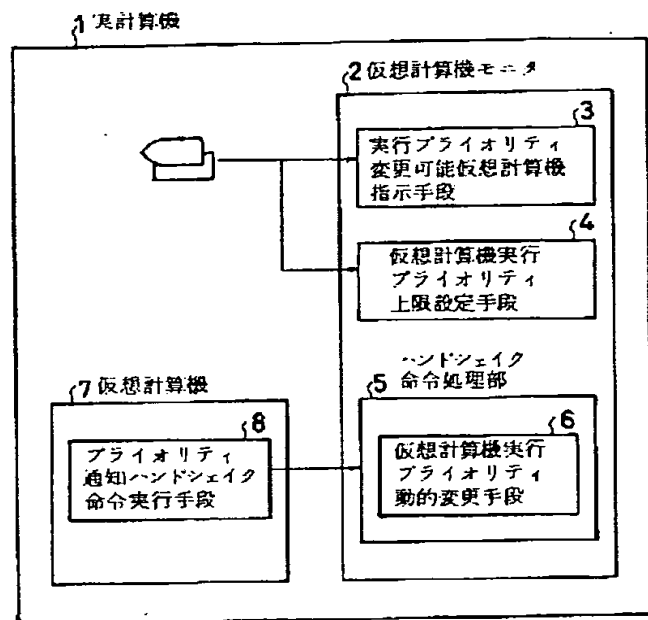 1 実計算機
2 仮想計算機モニタ
3
実行プライオリティ
変更可能仮想計算機
指示手段
4
仮想計算機実行
プライオリティ
上限設定手段
ハンドシェイク
5 命令処理部
6
仮想計算機実行
プライオリティ
動的変更手段
7 仮想計算機
8
プライオリティ
通知ハンドシェイク
命令実行手段